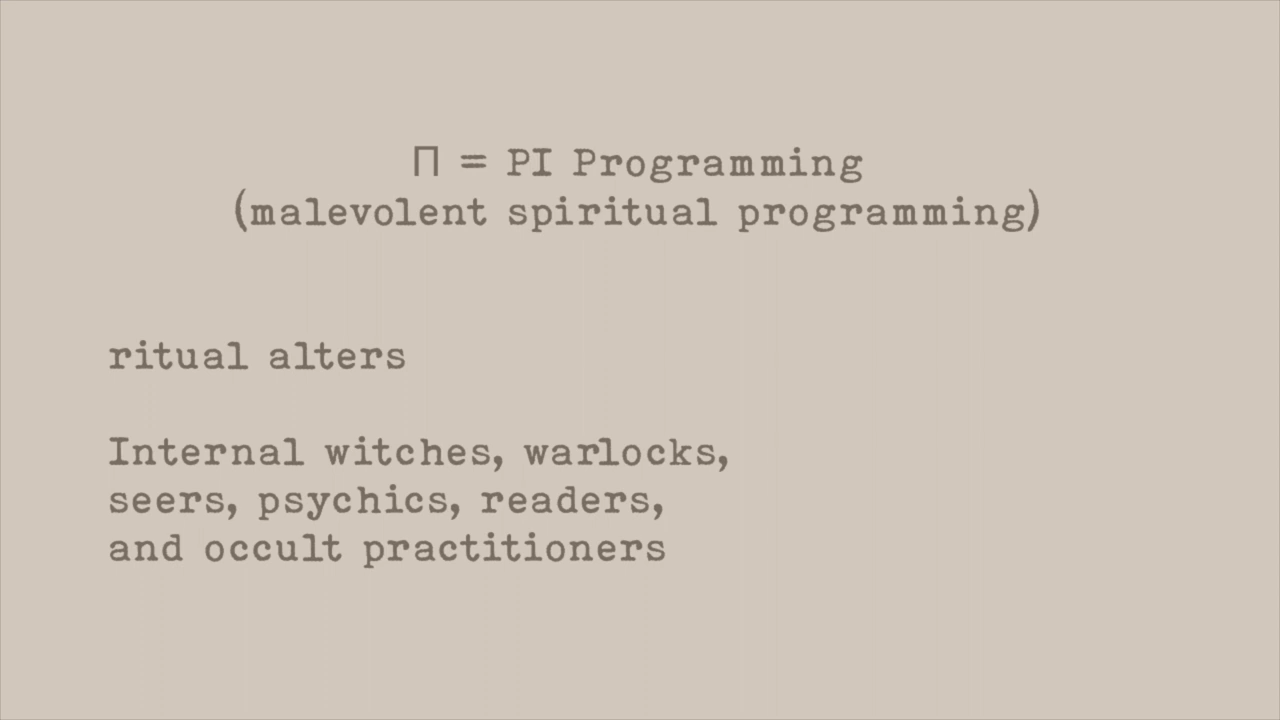 Π = PI Programming
(malevolent spiritual programming)
ritual alters
Internal witches, warlocks,
seers, psychics, readers,
and occult practitioners